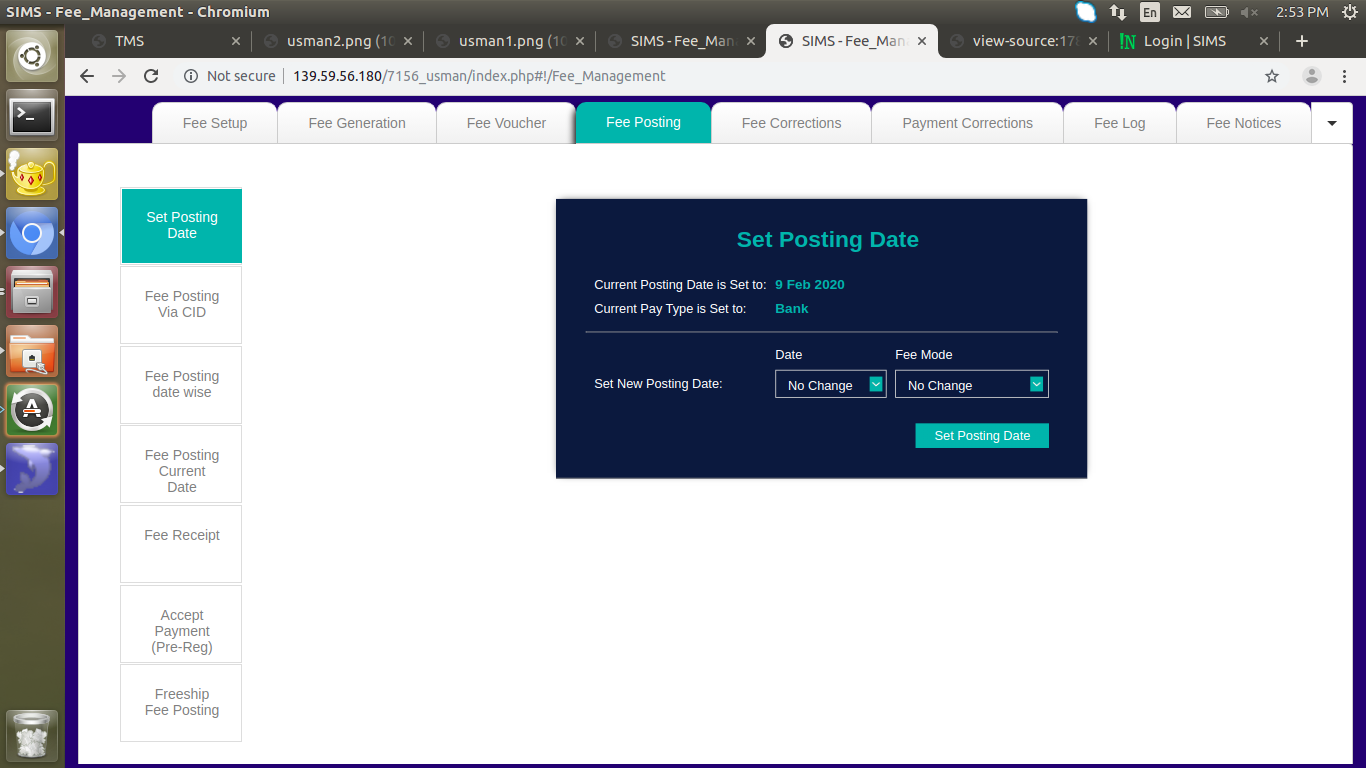 SIMS - Fee_Management - Chromium
En
2:53 PM
TMS
usman2.png (10
usman1.png (10
SIMS - Fee_Man
SIMS - Fee_Man
view-source:178
Login | SIMS
Not secure
139.59.56.180/7156_usman/index.php#!/Fee_Management
Fee Setup
Fee Generation
Fee Voucher
Fee Posting
Fee Corrections
Payment Corrections
Fee Log
Fee Notices
Set Posting
Date
Fee Posting
Via CID
Fee Posting
date wise
Fee Posting
Current
Date
Fee Receipt
Accept
Payment
(Pre-Reg)
Freeship
Fee Posting
Set Posting Date
Current Posting Date is Set to: 9 Feb 2020
Current Pay Type is Set to: Bank
Date Fee Mode
Set New Posting Date: No Change No Change
Set Posting Date